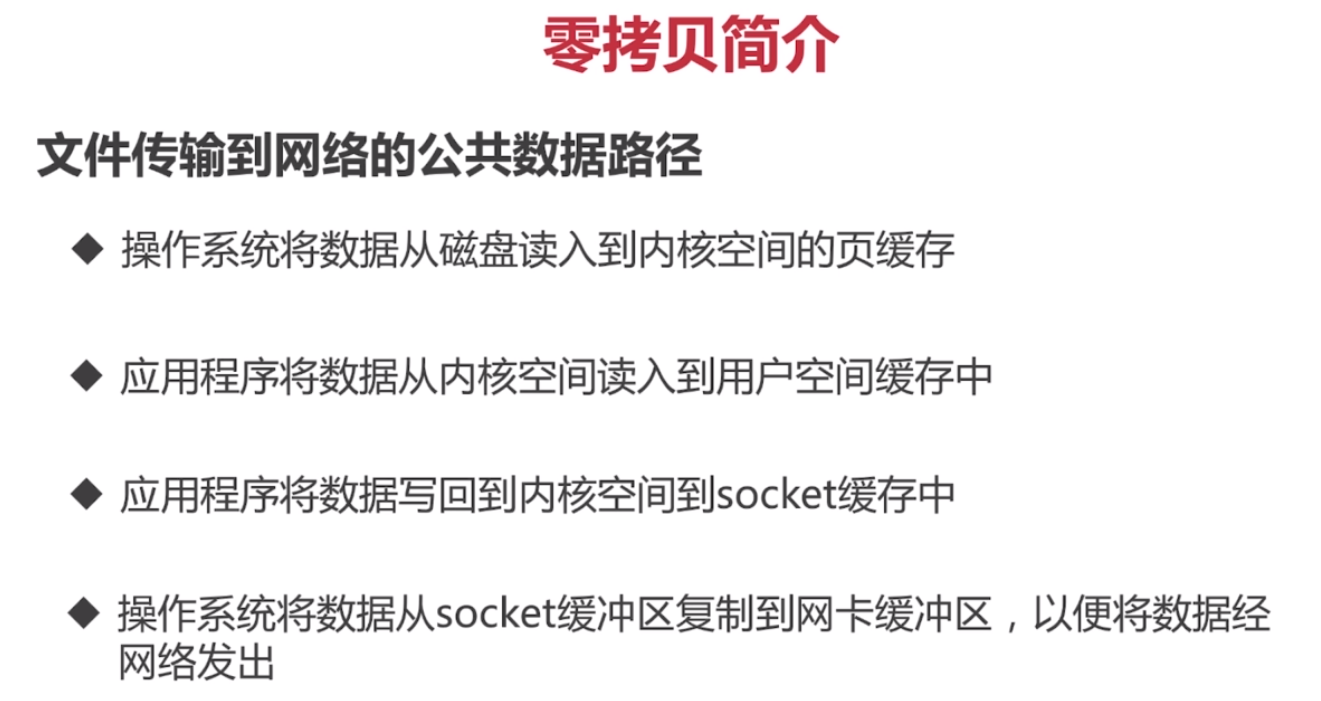 零拷贝简介
文件传输到网络的公共数据路径
◆ 操作系统将数据从磁盘读入到内核空间的页缓存
◆ 应用程序将数据从内核空间读入到用户空间缓存中
◆ 应用程序将数据写回到内核空间到socket缓存中
◆ 操作系统将数据从socket缓冲区复制到网卡缓冲区，以便将数据经
网络发出